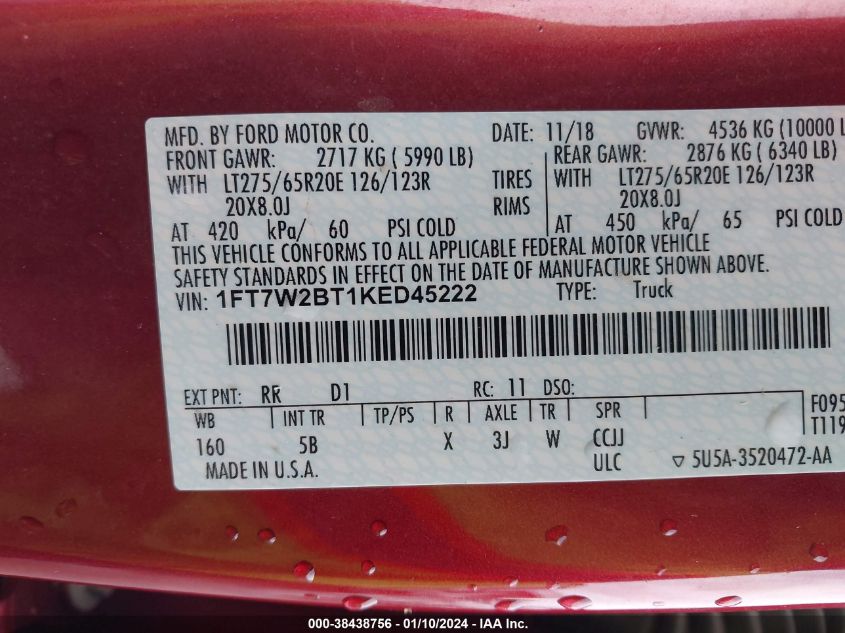 MFD. BY FORD MOTOR CO. DATE: 11/18 GVWR: 4536 KG (10000 L
FRONT GAWR: 2717 KG ( 5990 LB) REAR GAWR: 2876 KG ( 6340 LB)
WITH LT275/65R20E 126/123R TIRES WITH LT275/65R20E 126/123R
20X8.0J RIMS 20X8.0J
AT 420 kPa/ 60 PSI COLD AT 450 kPa/ 65 PSI COLD
THIS VEHICLE CONFORMS TO ALL APPLICABLE FEDERAL MOTOR VEHICLE
SAFETY STANDARDS IN EFFECT ON THE DATE OF MANUFACTURE SHOWN ABOVE.
VIN: 1FT7W2BT1KED45222 TYPE: Truck
EXT PNT: RR D1 RC: 11 DSO:
WB INT TR TP/PS R AXLE TR SPR F095
160 5B X 3J W CCJJ T119
MADE IN U.S.A. ULC ▽ 5U5A-3520472-AA
000-38438756 - 01/10/2024 - IAA Inc.